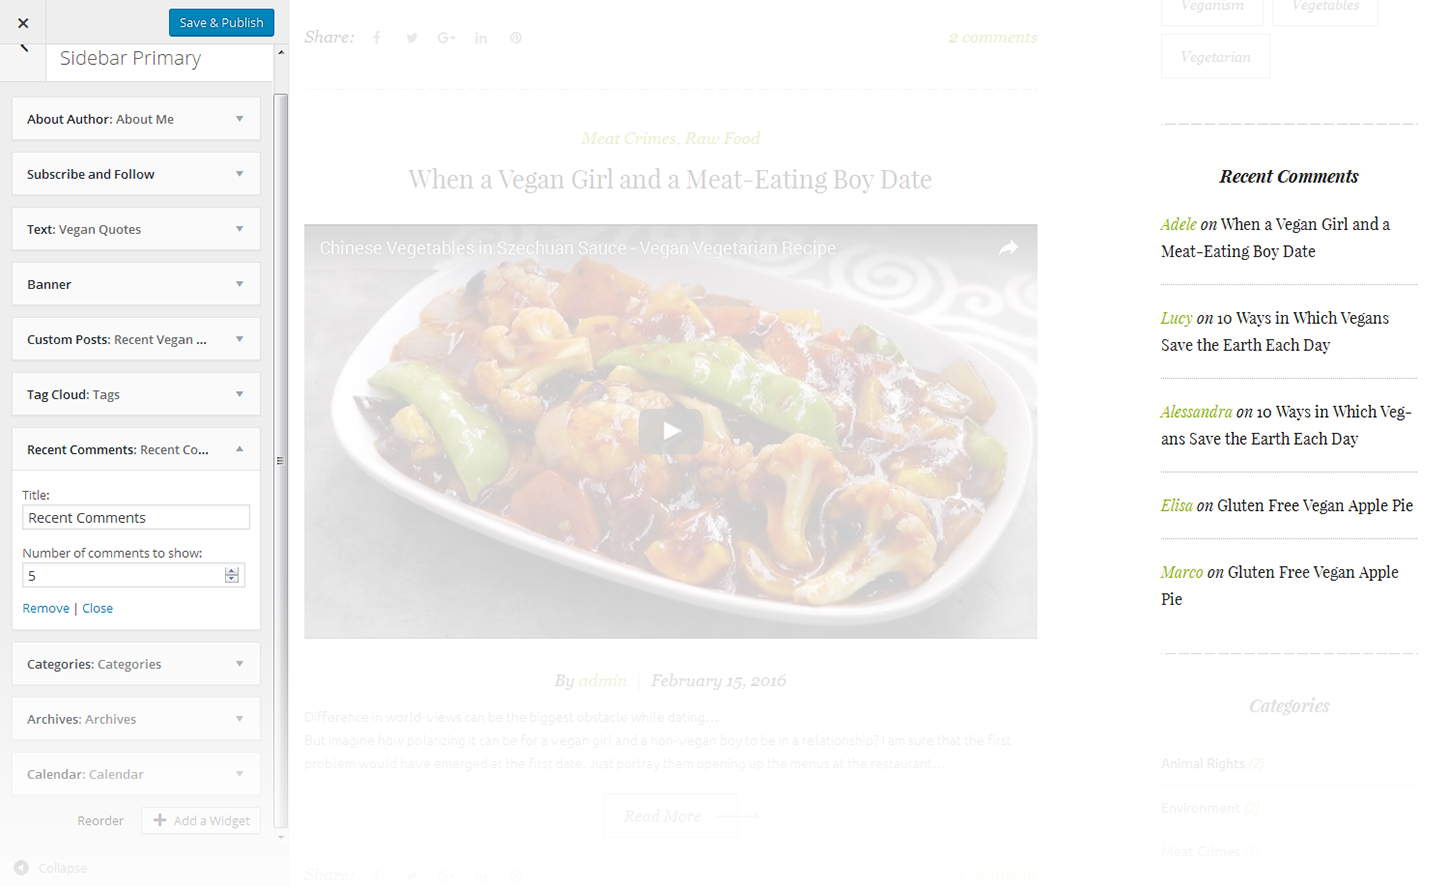 Save & Publish
Sidebar Primary
About Author: About Me
Subscribe and Follow
Text: Vegan Quotes
Banner
Custom Posts: Recent Vegan ...
Tag Cloud: Tags
Recent Comments: Recent Co...
Title:
Recent Comments
Number of comments to show:
5
Remove | Close
Categories: Categories
Archives: Archives
Calendar: Calendar
Reorder
Add a Widget
Collapse
Share:
G+
in
2 comments
Meat Crimes, Raw Food
When a Vegan Girl and a Meat-Eating Boy Date
Chinese Vegetables in Szechuan Sauce - Vegan Vegetarian Recipe
By admin
February 15, 2016
Difference in world-views can be the biggest obstacle while dating…
But imagine how polarizing it can be for a vegan girl and a non-vegan boy to be in a relationship? I am sure that the first
problem would have emerged at the first date. Just portray them opening up the menus at the restaurant…
Read More
Share:
1 comment
Veganism
Vegetables
Vegetarian
Recent Comments
Adele on When a Vegan Girl and a
Meat-Eating Boy Date
Lucy on 10 Ways in Which Vegans
Save the Earth Each Day
Alessandra on 10 Ways in Which Veg-
ans Save the Earth Each Day
Elisa on Gluten Free Vegan Apple Pie
Marco on Gluten Free Vegan Apple
Pie
Categories
Animal Rights (2)
Environment (2)
Meat Crimes